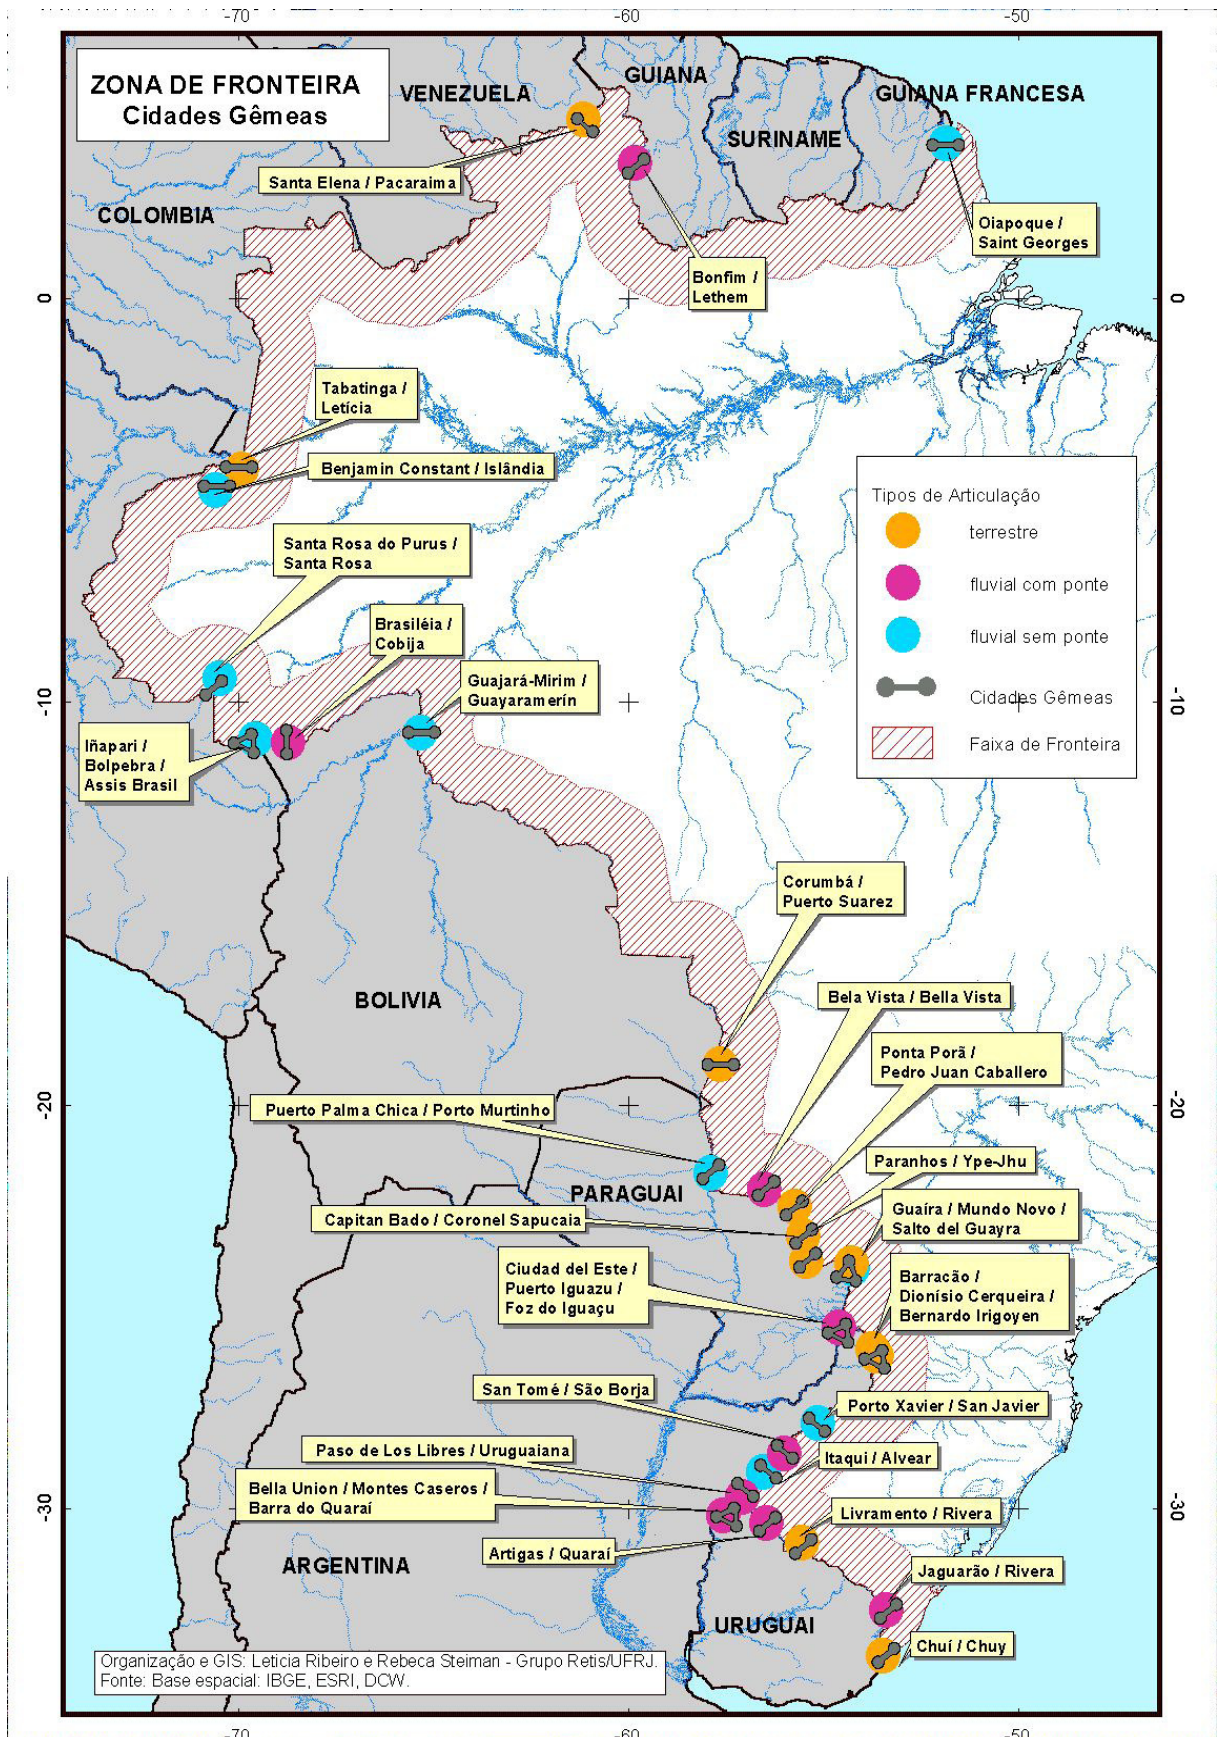 -70
-60
-50
ZONA DE FRONTEIRA
Cidades Gêmeas
VENEZUELA
GUIANA
GUIANA FRANCESA
SURINAME
Santa Elena / Pacaraima
COLOMBIA
Oiapoque /
Saint Georges
Bonfim /
Lethem
0
0
Tabatinga /
Letícia
Benjamin Constant / Islândia
Tipos de Articulação
terrestre
fluvial com ponte
fluvial sem ponte
Cidades Gêmeas
Faixa de Fronteira
Santa Rosa do Purus /
Santa Rosa
Brasiléia /
Cobija
Guajará-Mirim /
Guayaramerín
-10
-10
Iñapari /
Bolpebra /
Assis Brasil
Corumbá /
Puerto Suarez
BOLIVIA
Bela Vista / Bella Vista
Ponta Porã /
Pedro Juan Caballero
-20
-20
Puerto Palma Chica / Porto Murtinho
Paranhos / Ype-Jhu
PARAGUAI
Capitan Bado / Coronel Sapucaia
Guaíra / Mundo Novo /
Salto del Guayra
Ciudad del Este /
Puerto Iguazu /
Foz do Iguaçu
Barracão /
Dionísio Cerqueira /
Bernardo Irigoyen
San Tomé / São Borja
Porto Xavier / San Javier
Paso de Los Libres / Uruguaiana
Itaqui / Alvear
Bella Union / Montes Caseros /
Barra do Quaraí
-30
-30
Livramento / Rivera
Artigas / Quaraí
ARGENTINA
Jaguarão / Rivera
URUGUAI
Chuí / Chuy
Organização e GIS: Leticia Ribeiro e Rebeca Steiman - Grupo Retis/UFRJ.
Fonte: Base espacial: IBGE, ESRI, DCW.
-70
-60
-50